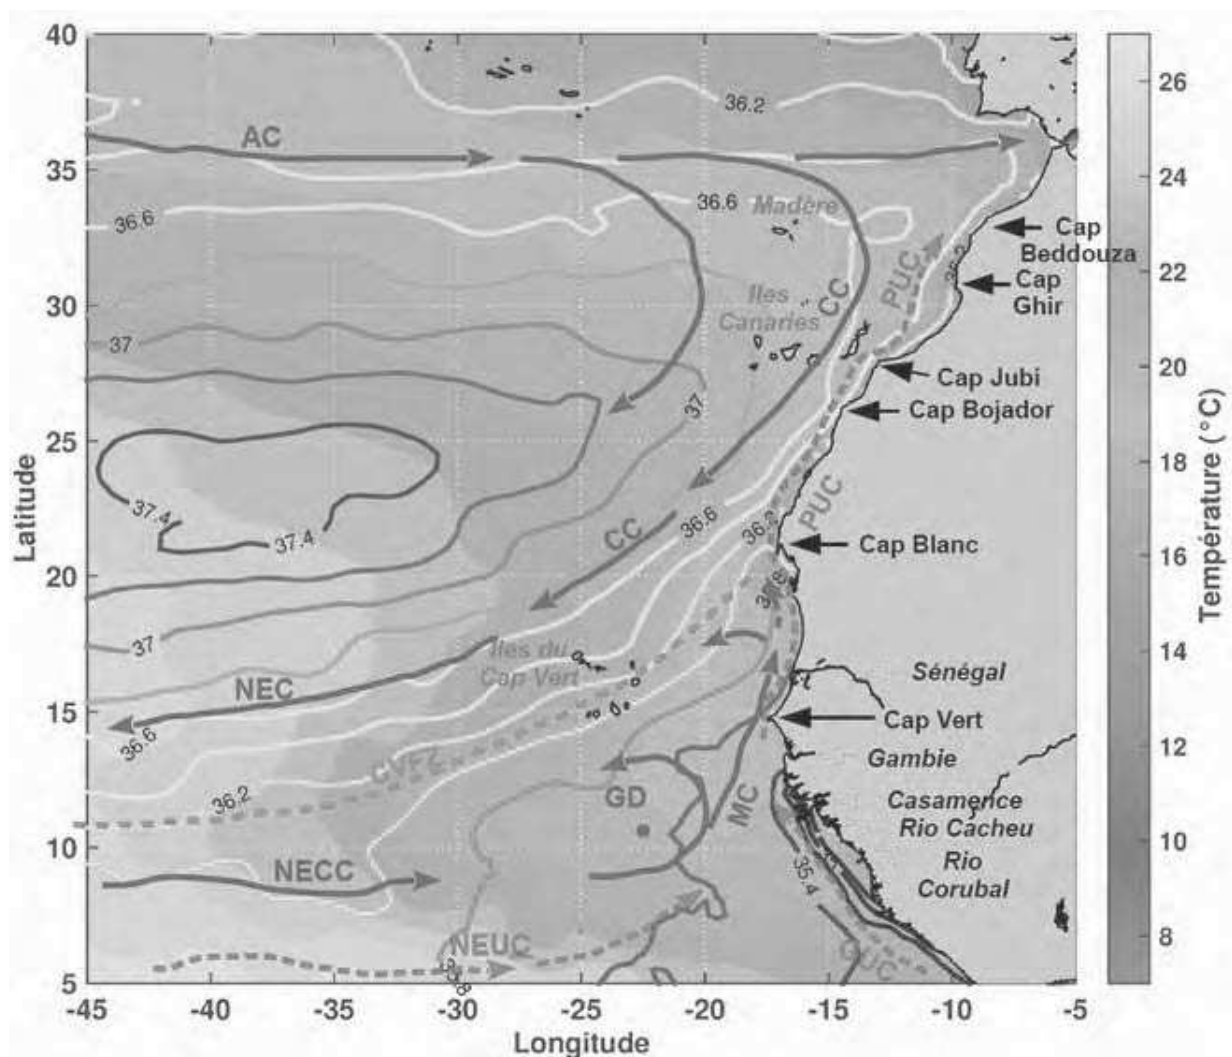 40
35
30
25
20
15
10
5
Latitude
-45
-40
-35
-30
-25
-20
-15
-10
-5
Longitude
26
24
22
20
18
16
14
12
10
8
Température (°C)
AC
36.2
36.6
36.6
Madère
Cap
Beddouza
Cap
Ghir
Iles
Canaries
CC
PUC
37
Cap Jubi
Cap Bojador
37
37.4
37.4
CC
36.6
36.2
PUC
Cap Blanc
37
Iles du
Cap Vert
NEC
36.6
Sénégal
Cap Vert
CVFZ
36.2
Gambie
GD
MC
Casamence
Rio Cacheu
Rio
Corubal
NECC
35.4
NEUC
GUC